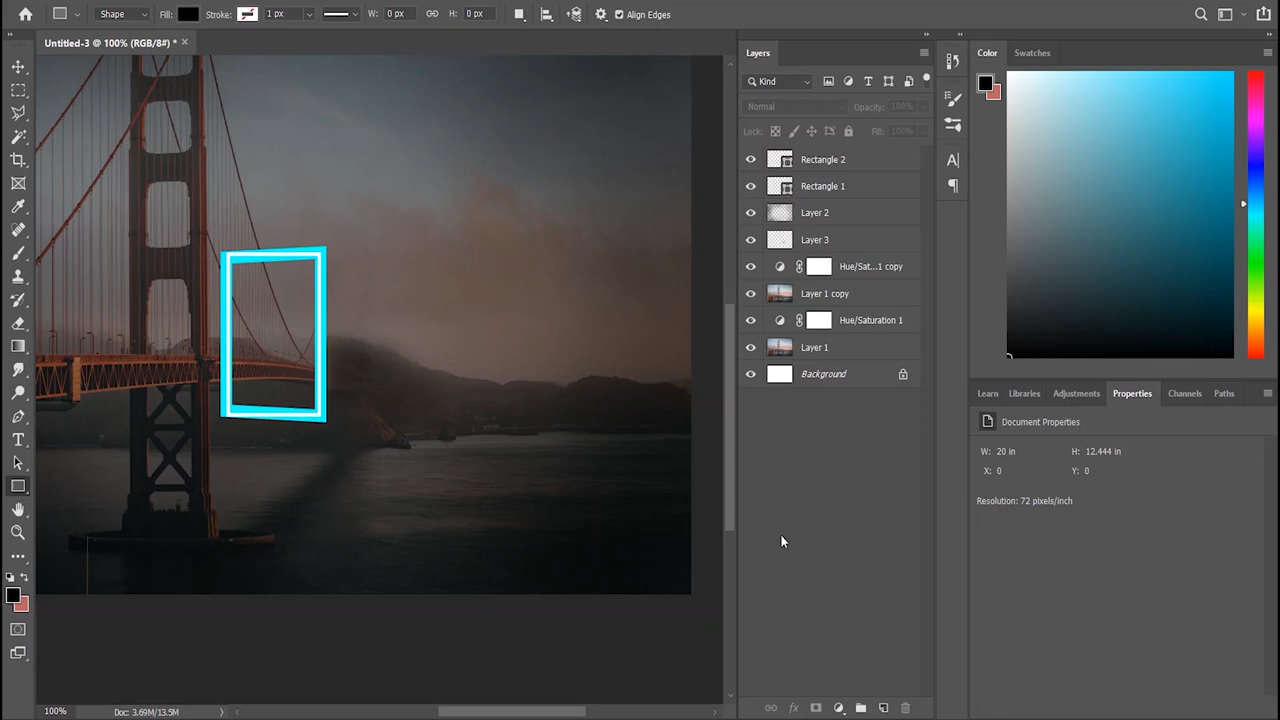 Shape Fill: Stroke: 1 px W: 0 px H: 0 px Align Edges
Untitled-3 @ 100% (RGB/8#) * ×
Layers
Kind
Normal Opacity: 100%
Lock: Fill: 100%
Rectangle 2
Rectangle 1
Layer 2
Layer 3
Hue/Sat...1 copy
Layer 1 copy
Hue/Saturation 1
Layer 1
Background
Color Swatches
Learn Libraries Adjustments Properties Channels Paths
Document Properties
W: 20 in H: 12.444 in
X: 0 Y: 0
Resolution: 72 pixels/inch
100% Doc: 3.69M/13.5M